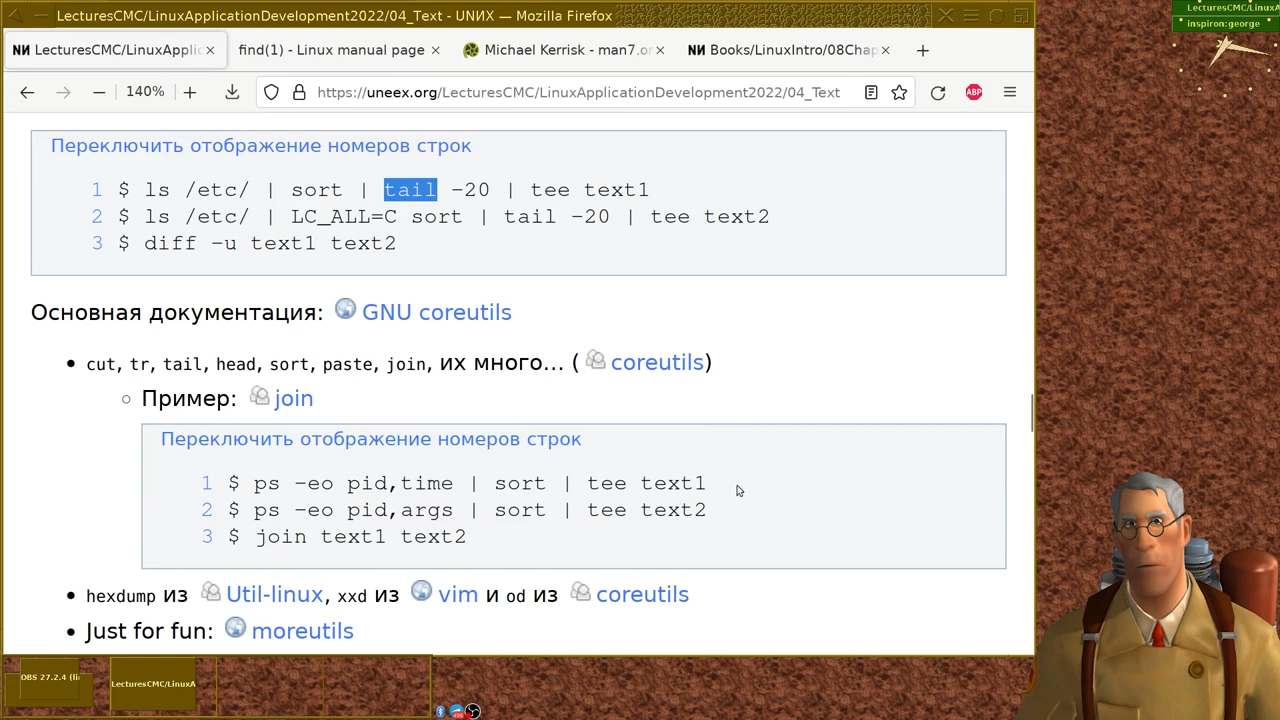 LecturesCMC/LinuxApplicationDevelopment2022/04_Text - UNИX — Mozilla Firefox
LecturesCMC/LinuxA
inspiron:george
NИ LecturesCMC/LinuxApplic
find(1) - Linux manual page
Michael Kerrisk - man7.or
NИ Books/LinuxIntro/08Chap
140%
https://uneex.org/LecturesCMC/LinuxApplicationDevelopment2022/04_Text
ABP
Переключить отображение номеров строк
1 $ ls /etc/ | sort | tail -20 | tee text1
2 $ ls /etc/ | LC_ALL=C sort | tail -20 | tee text2
3 $ diff -u text1 text2
Основная документация: GNU coreutils
• cut, tr, tail, head, sort, paste, join, их много… ( coreutils)
◦ Пример: join
Переключить отображение номеров строк
1 $ ps -eo pid,time | sort | tee text1
2 $ ps -eo pid,args | sort | tee text2
3 $ join text1 text2
• hexdump из Util-linux, xxd из vim и od из coreutils
• Just for fun: moreutils
OBS 27.2.4 (li
LecturesCMC/LinuxA